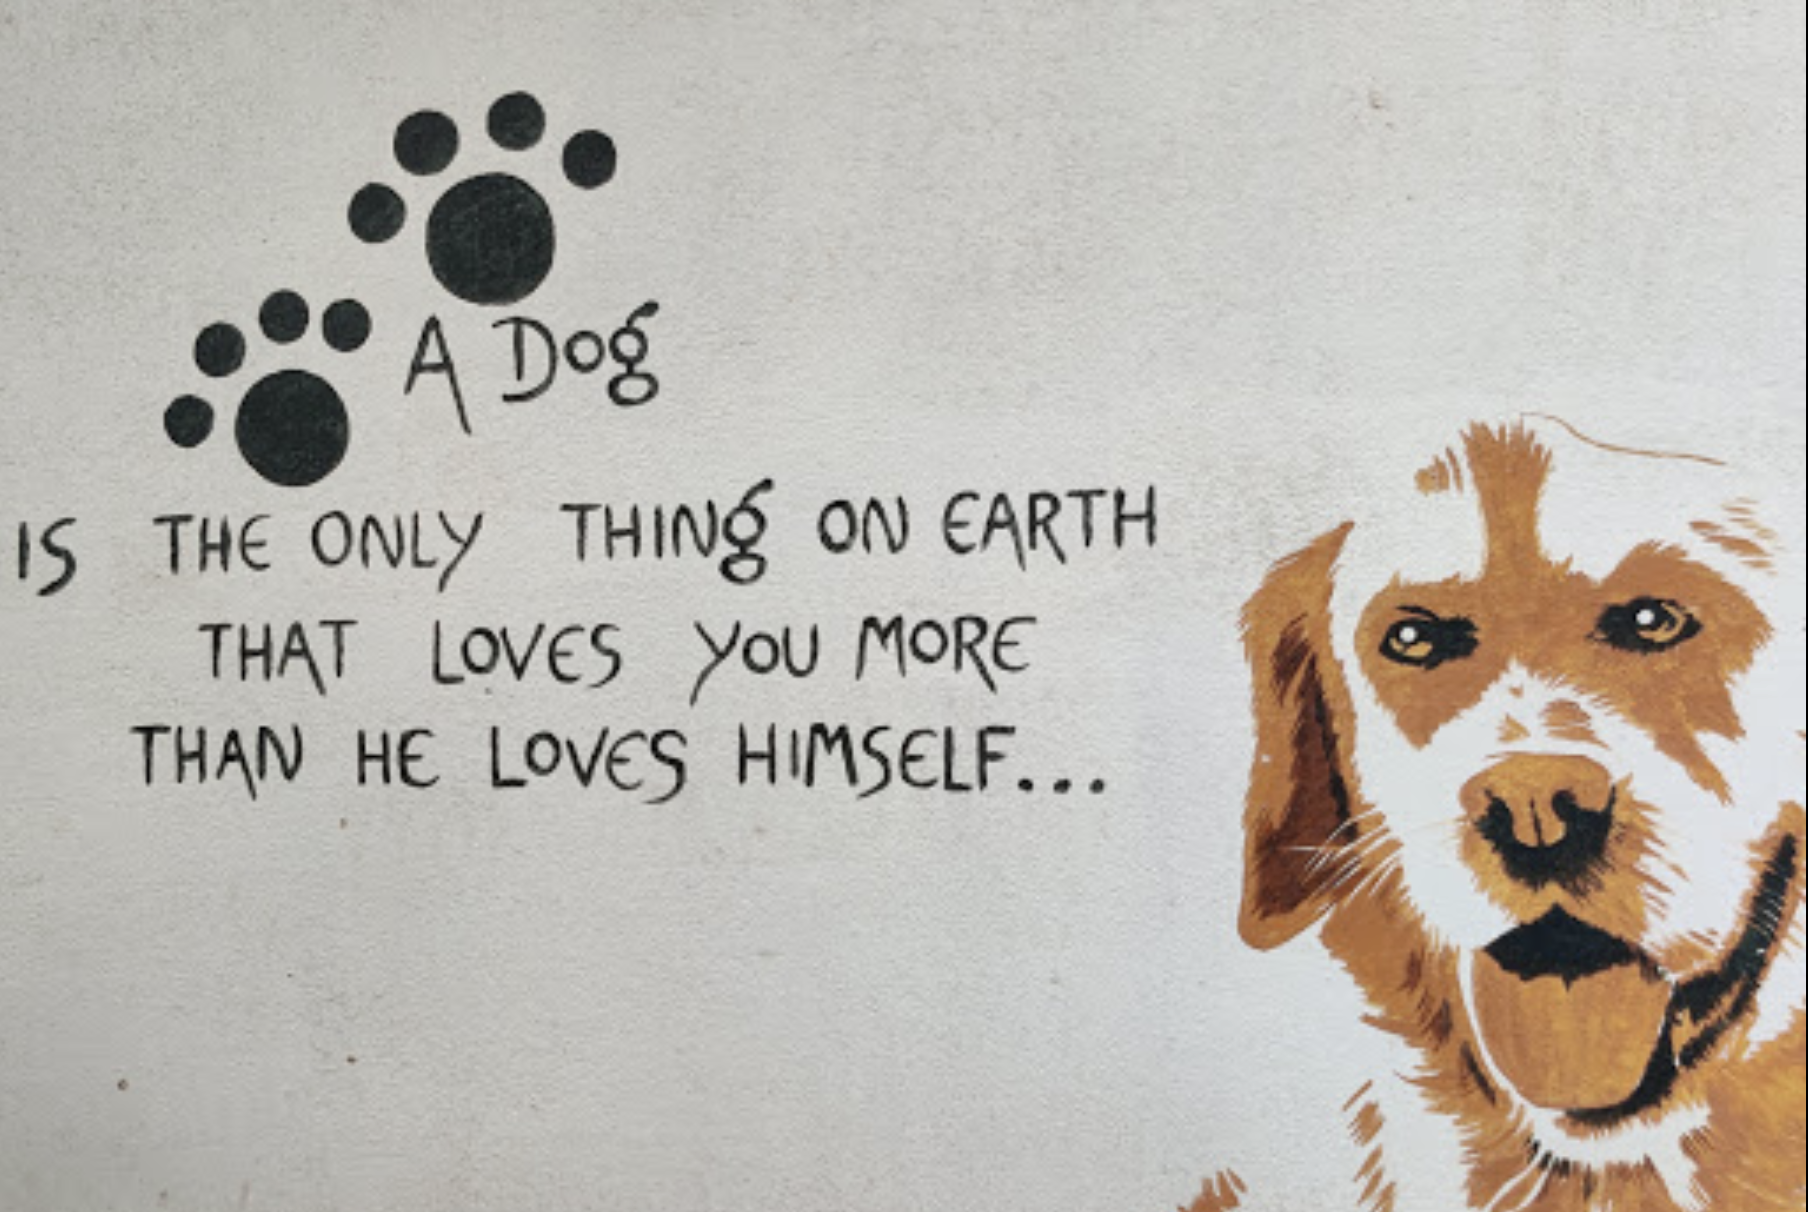 A Dog
IS THE ONLY THINg ON EARTH
THAT LOVES YOU MORE
THAN HE LOVES HIMSELF...